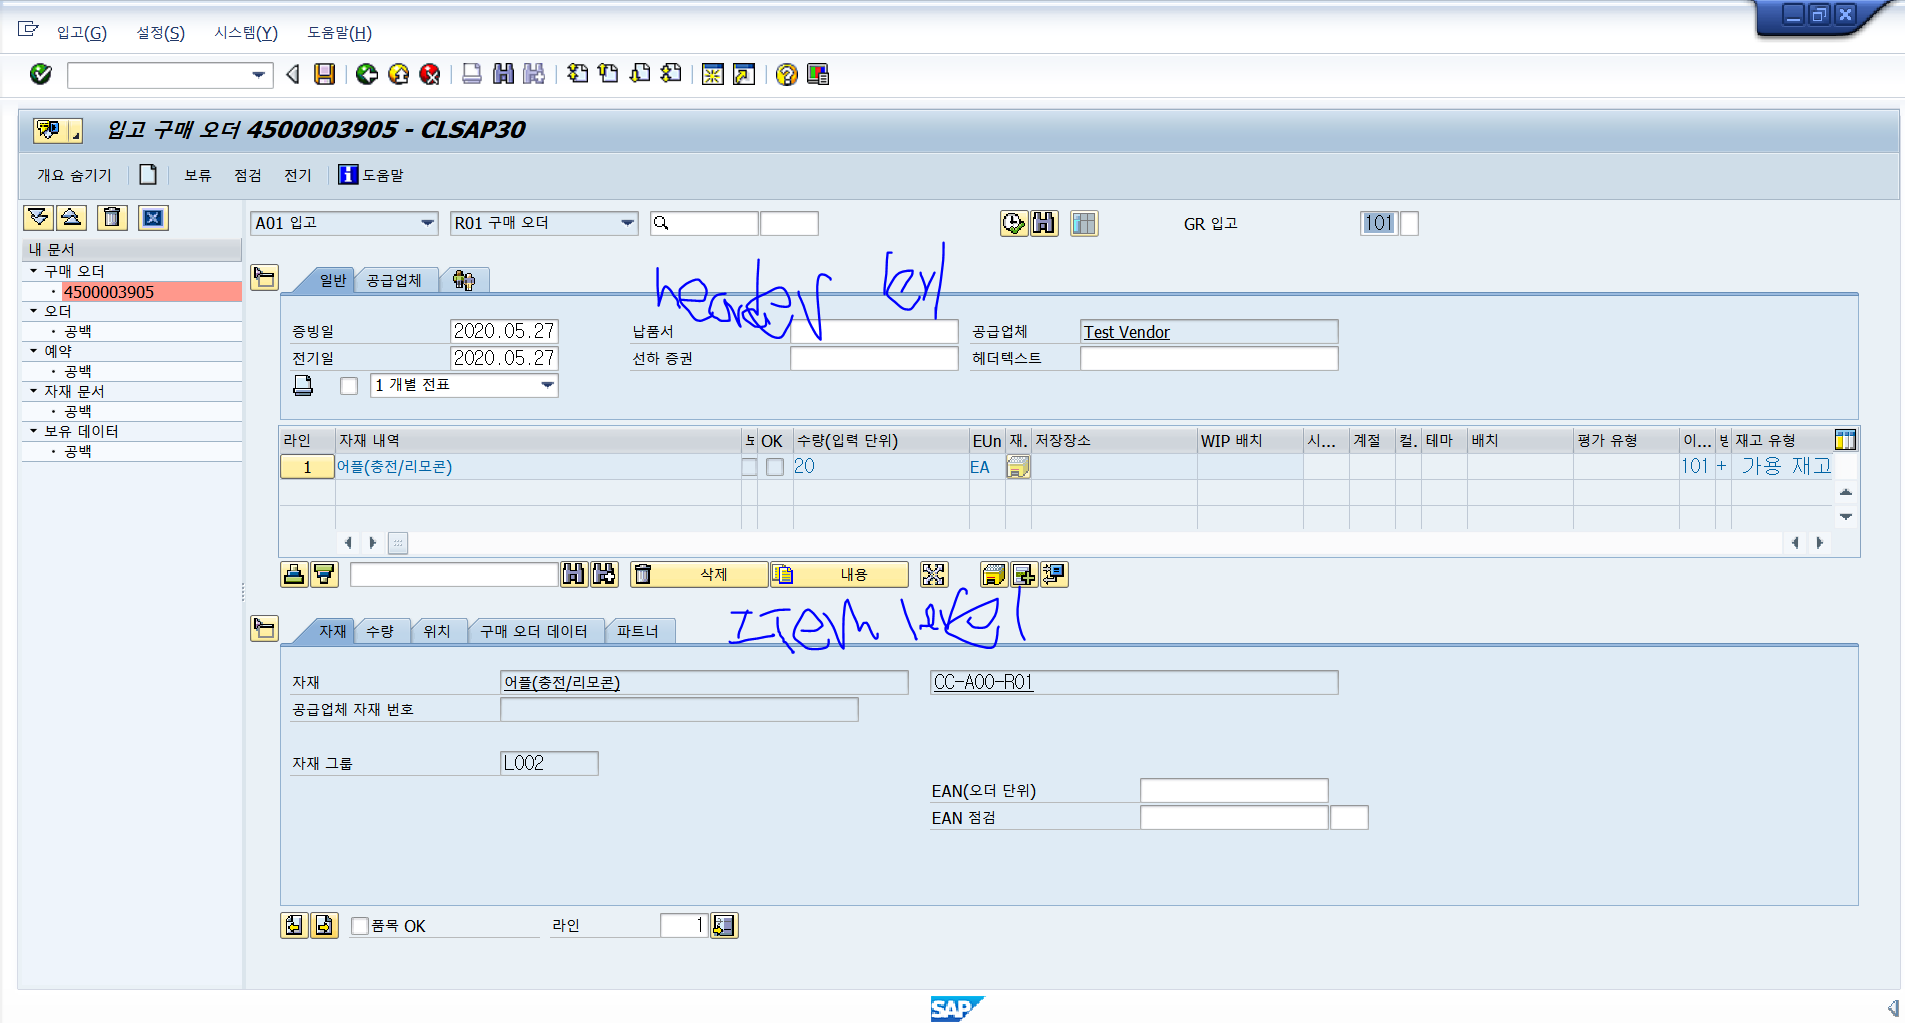 입고(G) 설정(S) 시스템(Y) 도움말(H)
입고 구매 오더 4500003905 - CLSAP30
개요 숨기기 보류 점검 전기 도움말
A01 입고 R01 구매 오더 GR 입고 101
내 문서
구매 오더
4500003905
오더
공백
예약
공백
자재 문서
공백
보유 데이터
공백
일반 공급업체
header
증빙일 2020.05.27 납품서 공급업체 Test Vendor
전기일 2020.05.27 선하 증권 헤더텍스트
1 개별 전표
라인 자재 내역 OK 수량(입력 단위) EUn 재. 저장장소 WIP 배치 시... 계절 컬. 테마 배치 평가 유형 이... 재고 유형
1 어플(충전/리모콘) 20 EA 101 + 가용 재고
삭제 내용
Item level
자재 수량 위치 구매 오더 데이터 파트너
자재 어플(충전/리모콘) CC-A00-R01
공급업체 자재 번호
자재 그룹 L002
EAN(오더 단위)
EAN 점검
품목 OK 라인 1
SAP